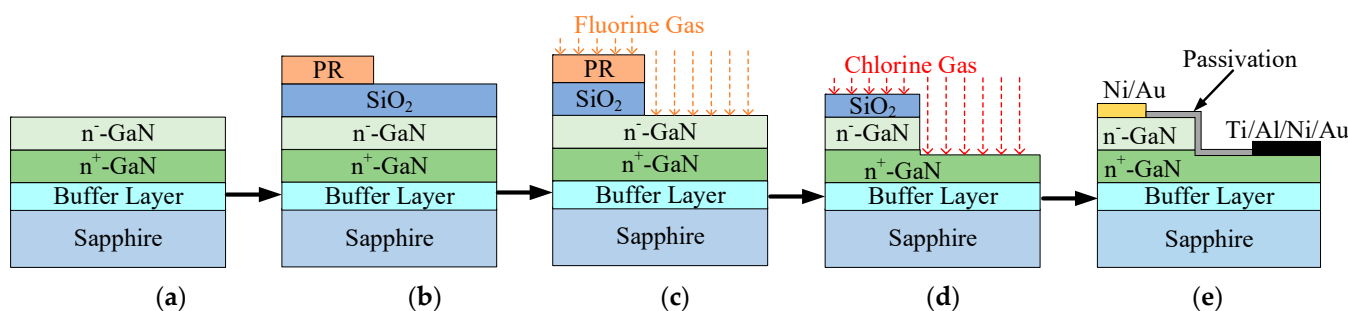 n⁻-GaN
n⁺-GaN
Buffer Layer
Sapphire
(a)
PR
SiO₂
n⁻-GaN
n⁺-GaN
Buffer Layer
Sapphire
(b)
Fluorine Gas
PR
SiO₂
n⁻-GaN
n⁺-GaN
Buffer Layer
Sapphire
(c)
Chlorine Gas
SiO₂
n⁻-GaN
n⁺-GaN
Buffer Layer
Sapphire
(d)
Passivation
Ni/Au
Ti/Al/Ni/Au
n⁻-GaN
n⁺-GaN
Buffer Layer
Sapphire
(e)